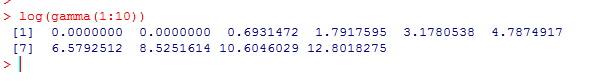 > log(gamma(1:10))
[1] 0.0000000 0.0000000 0.6931472 1.7917595 3.1780538 4.7874917
[7] 6.5792512 8.5251614 10.6046029 12.8018275
>